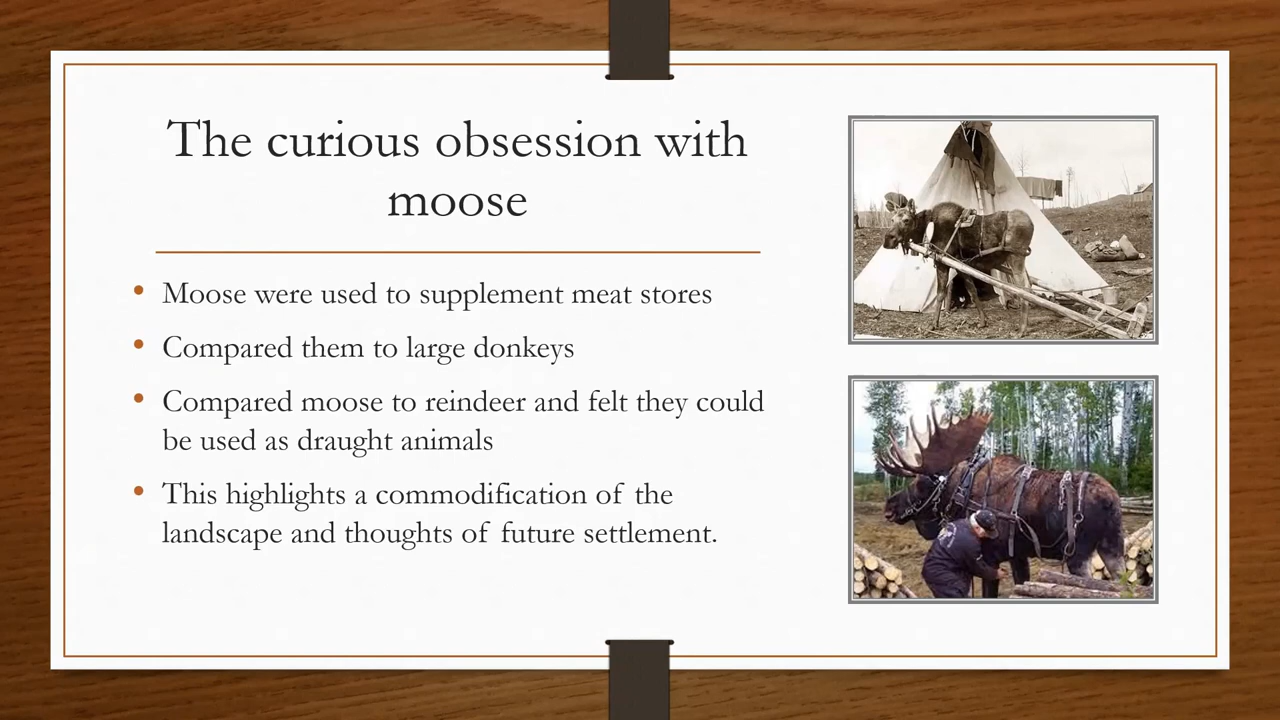 The curious obsession with
moose
• Moose were used to supplement meat stores
• Compared them to large donkeys
• Compared moose to reindeer and felt they could
be used as draught animals
• This highlights a commodification of the
landscape and thoughts of future settlement.